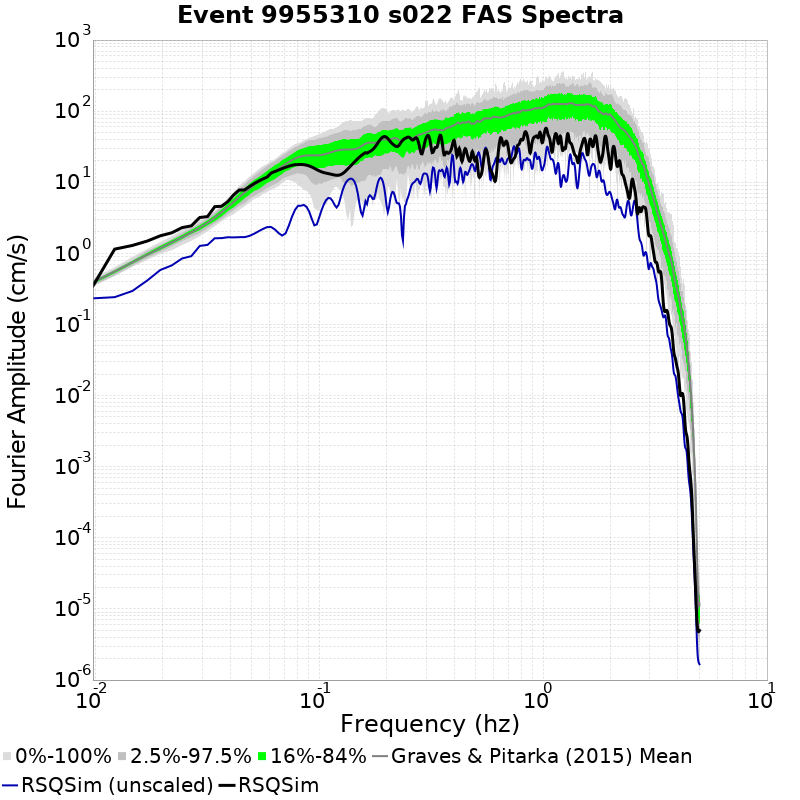 Event 9955310 s022 FAS Spectra
10^3
10^2
10^1
10^0
10^-1
10^-2
10^-3
10^-4
10^-5
10^-6
Fourier Amplitude (cm/s)
10^-2 10^-1 10^0 10^1
Frequency (hz)
0%-100% 2.5%-97.5% 16%-84% Graves & Pitarka (2015) Mean
RSQSim (unscaled) RSQSim